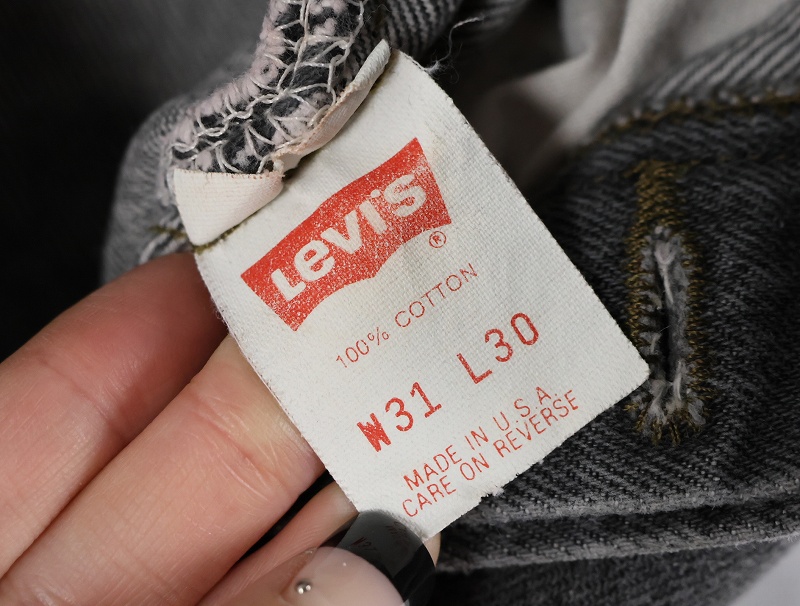 Levi's®
100% COTTON
W31 L30
MADE IN U.S.A.
CARE ON REVERSE